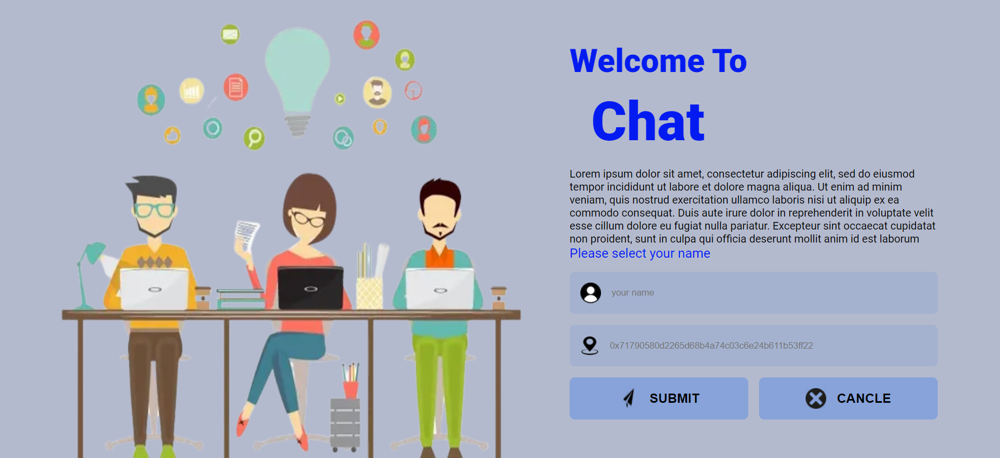 Welcome To
Chat
Lorem ipsum dolor sit amet, consectetur adipiscing elit, sed do eiusmod
tempor incididunt ut labore et dolore magna aliqua. Ut enim ad minim
veniam, quis nostrud exercitation ullamco laboris nisi ut aliquip ex ea
commodo consequat. Duis aute irure dolor in reprehenderit in voluptate velit
esse cillum dolore eu fugiat nulla pariatur. Excepteur sint occaecat cupidatat
non proident, sunt in culpa qui officia deserunt mollit anim id est laborum
Please select your name
your name
0x71790580d2265d68b4a74c03c6e24b611b53ff22
SUBMIT
CANCLE